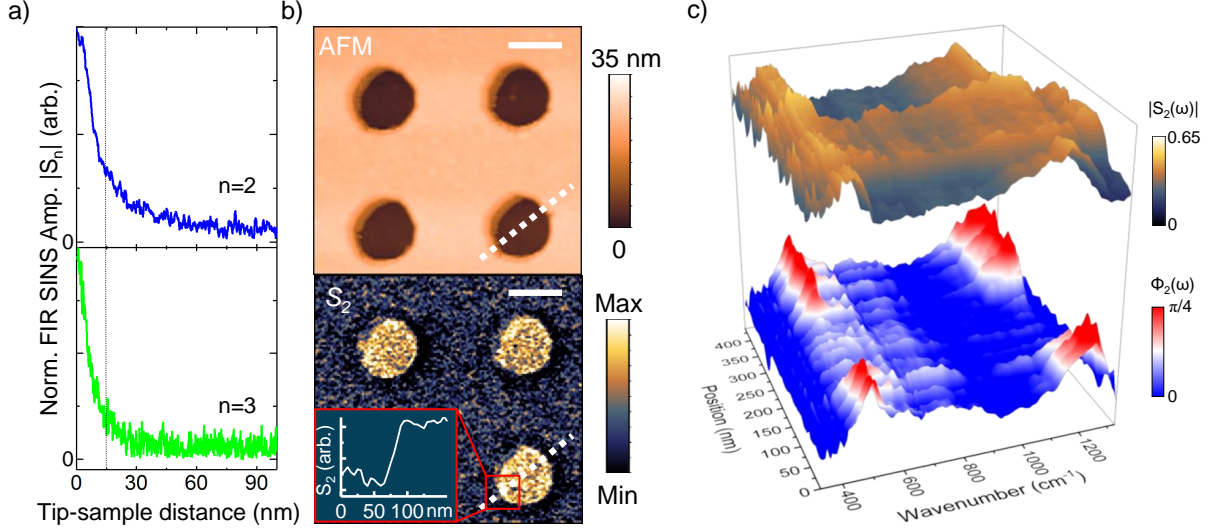 a)
Norm. FIR SINS Amp. |Sn| (arb.)
n=2
0
n=3
0
0 30 60 90
Tip-sample distance (nm)
b)
AFM
35 nm
0
S2
Max
Min
S2 (arb.)
0 50 100 nm
c)
|S2(ω)|
0.65
0
Φ2(ω)
π/4
0
400
350
300
250
200
150
100
50
0
Position (nm)
400 600 800 1000 1200
Wavenumber (cm⁻¹)